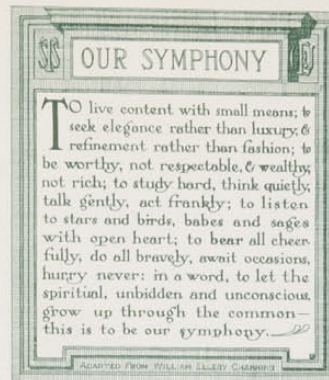 OUR SYMPHONY
TO live content with small means; to
seek elegance rather than luxury, &
refinement rather than fashion; to
be worthy, not respectable, & wealthy,
not rich; to study hard, think quietly,
talk gently, act frankly; to listen
to stars and birds, babes and sages
with open heart; to bear all cheer
fully, do all bravely, await occasions,
hurry never: in a word, to let the
spiritual, unbidden and unconscious,
grow up through the common—
this is to be our symphony.
ADAPTED FROM WILLIAM ELLERY CHANNING